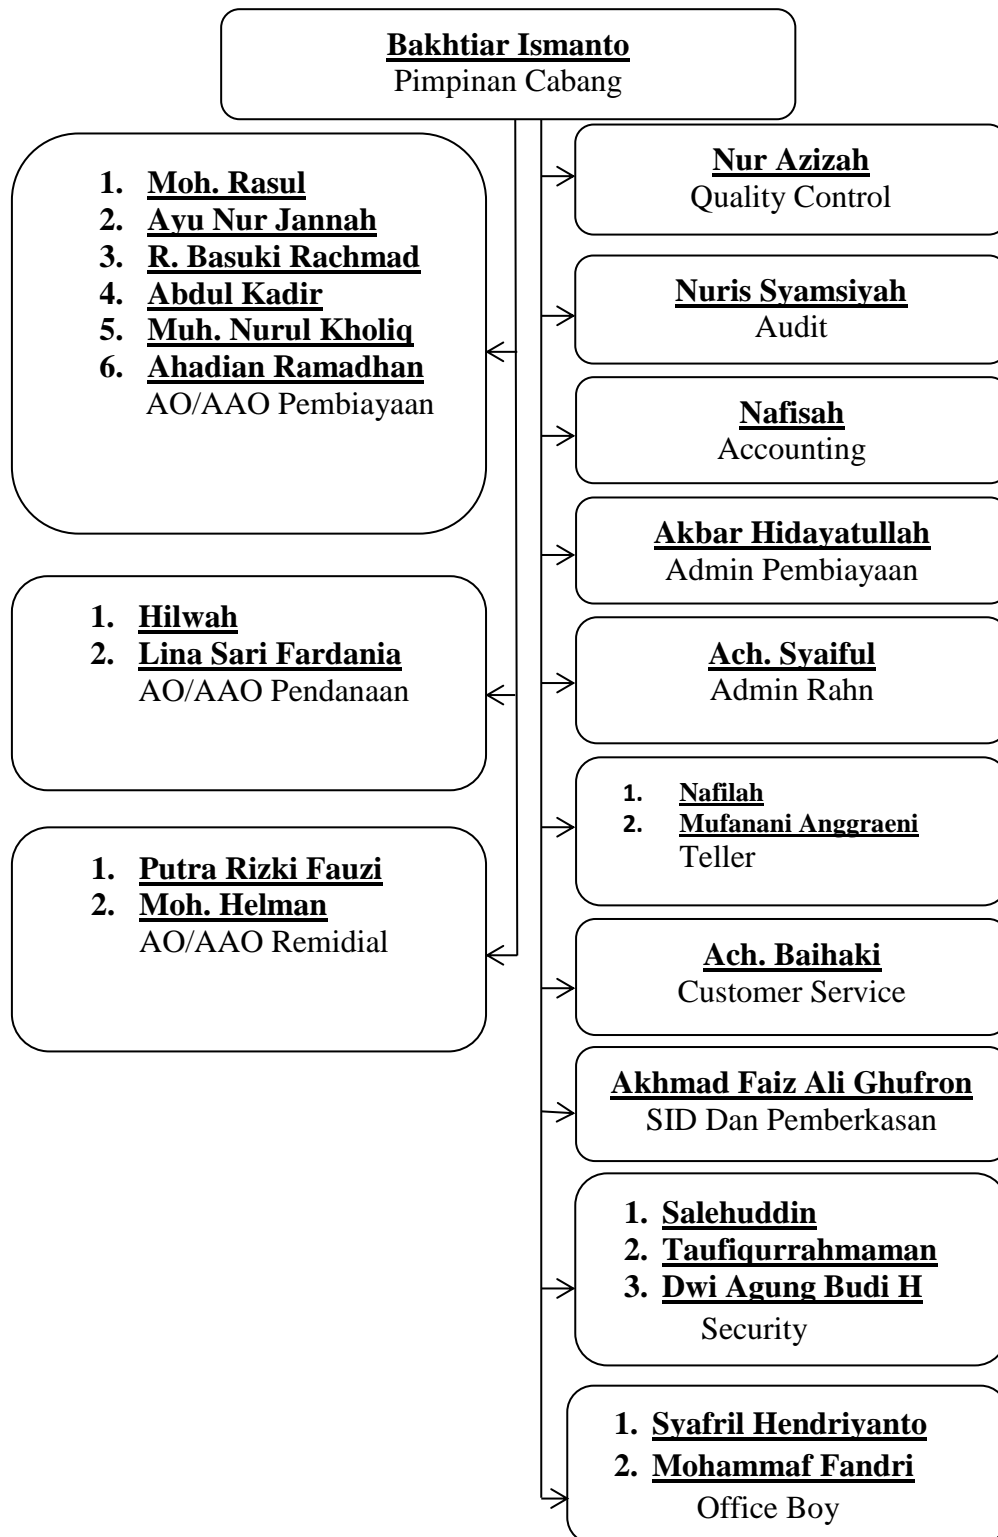 Bakhtiar Ismanto
Pimpinan Cabang
1. Moh. Rasul
2. Ayu Nur Jannah
3. R. Basuki Rachmad
4. Abdul Kadir
5. Muh. Nurul Kholiq
6. Ahadian Ramadhan
AO/AAO Pembiayaan
1. Hilwah
2. Lina Sari Fardania
AO/AAO Pendanaan
1. Putra Rizki Fauzi
2. Moh. Helman
AO/AAO Remidial
Nur Azizah
Quality Control
Nuris Syamsiyah
Audit
Nafisah
Accounting
Akbar Hidayatullah
Admin Pembiayaan
Ach. Syaiful
Admin Rahn
1. Nafilah
2. Mufanani Anggraeni
Teller
Ach. Baihaki
Customer Service
Akhmad Faiz Ali Ghufron
SID Dan Pemberkasan
1. Salehuddin
2. Taufiqurrahmaman
3. Dwi Agung Budi H
Security
1. Syafril Hendriyanto
2. Mohammaf Fandri
Office Boy